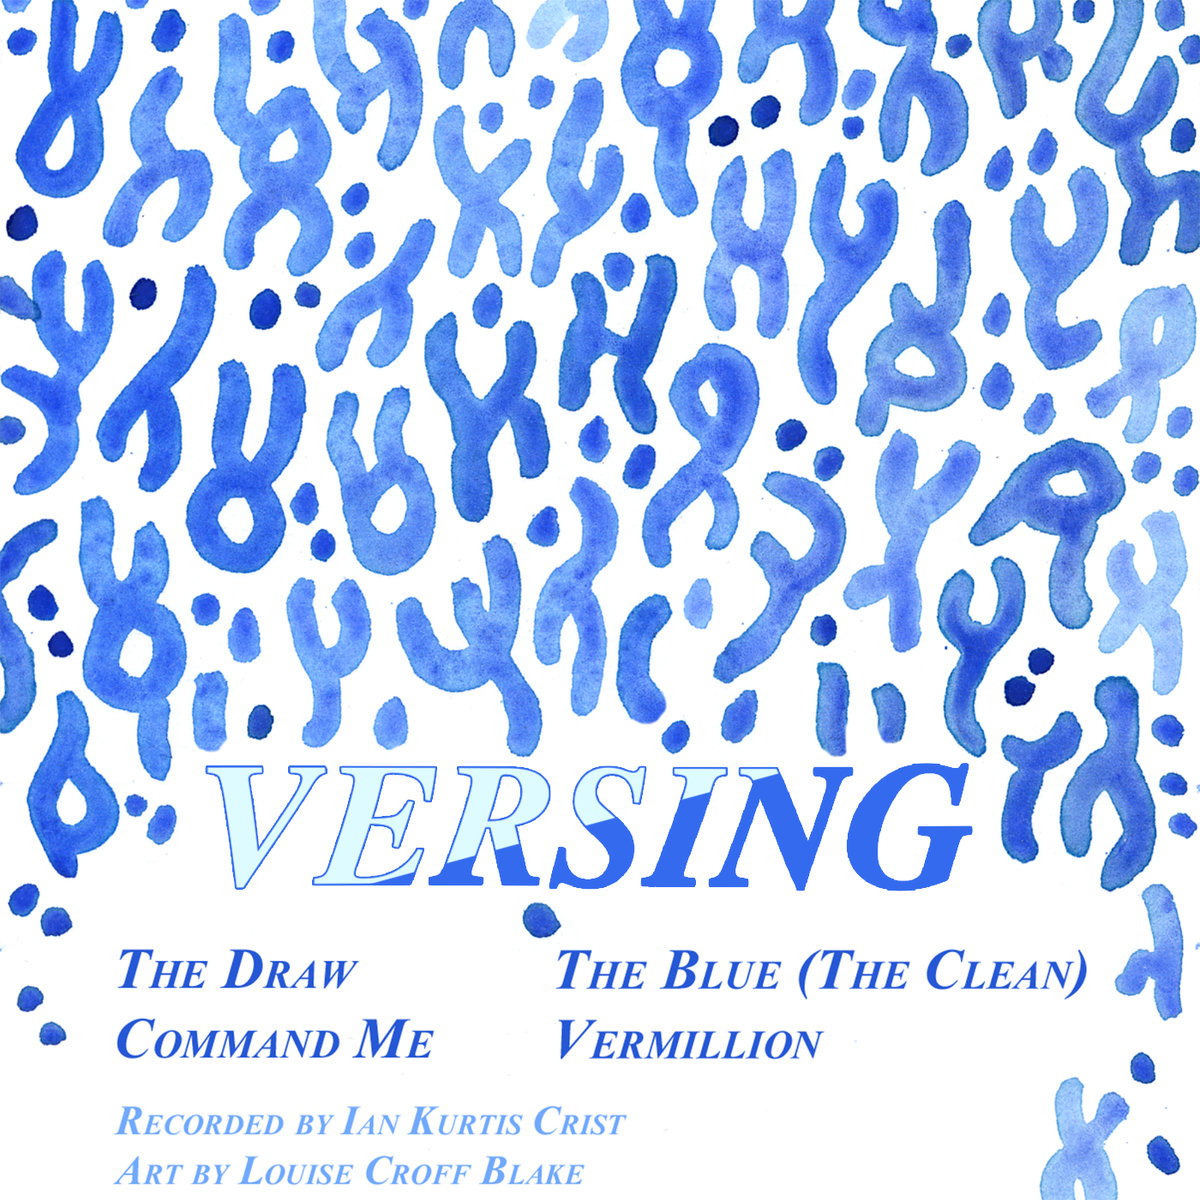 VERSING
THE DRAW
COMMAND ME
THE BLUE (THE CLEAN)
VERMILLION
RECORDED BY IAN KURTIS CRIST
ART BY LOUISE CROFF BLAKE